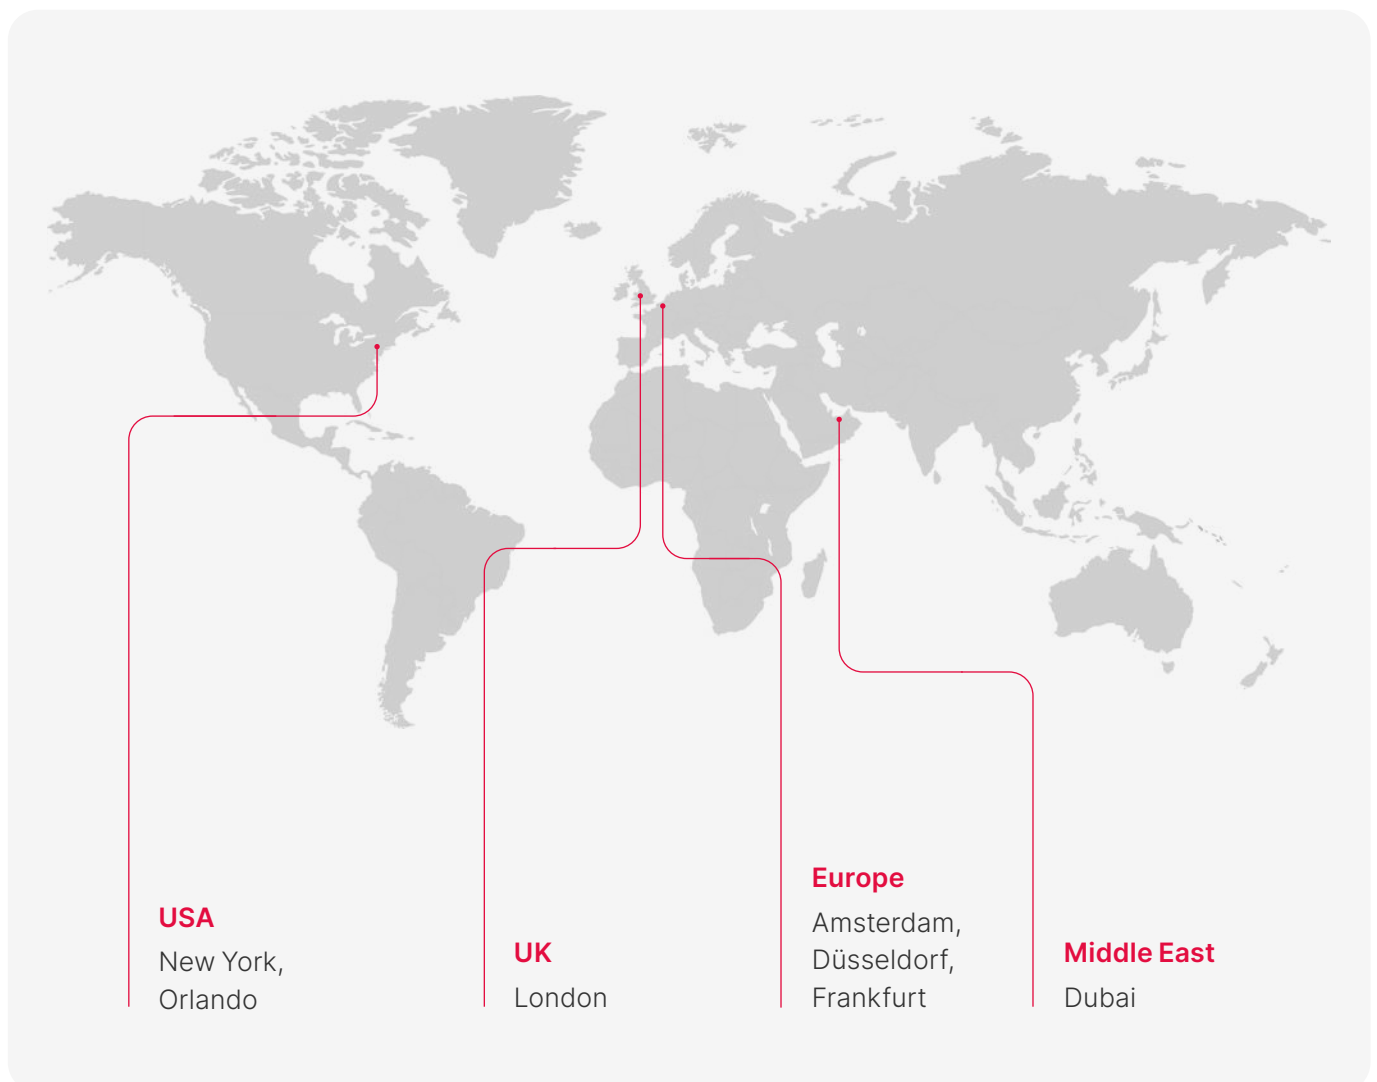 USA
New York,
Orlando
UK
London
Europe
Amsterdam,
Düsseldorf,
Frankfurt
Middle East
Dubai